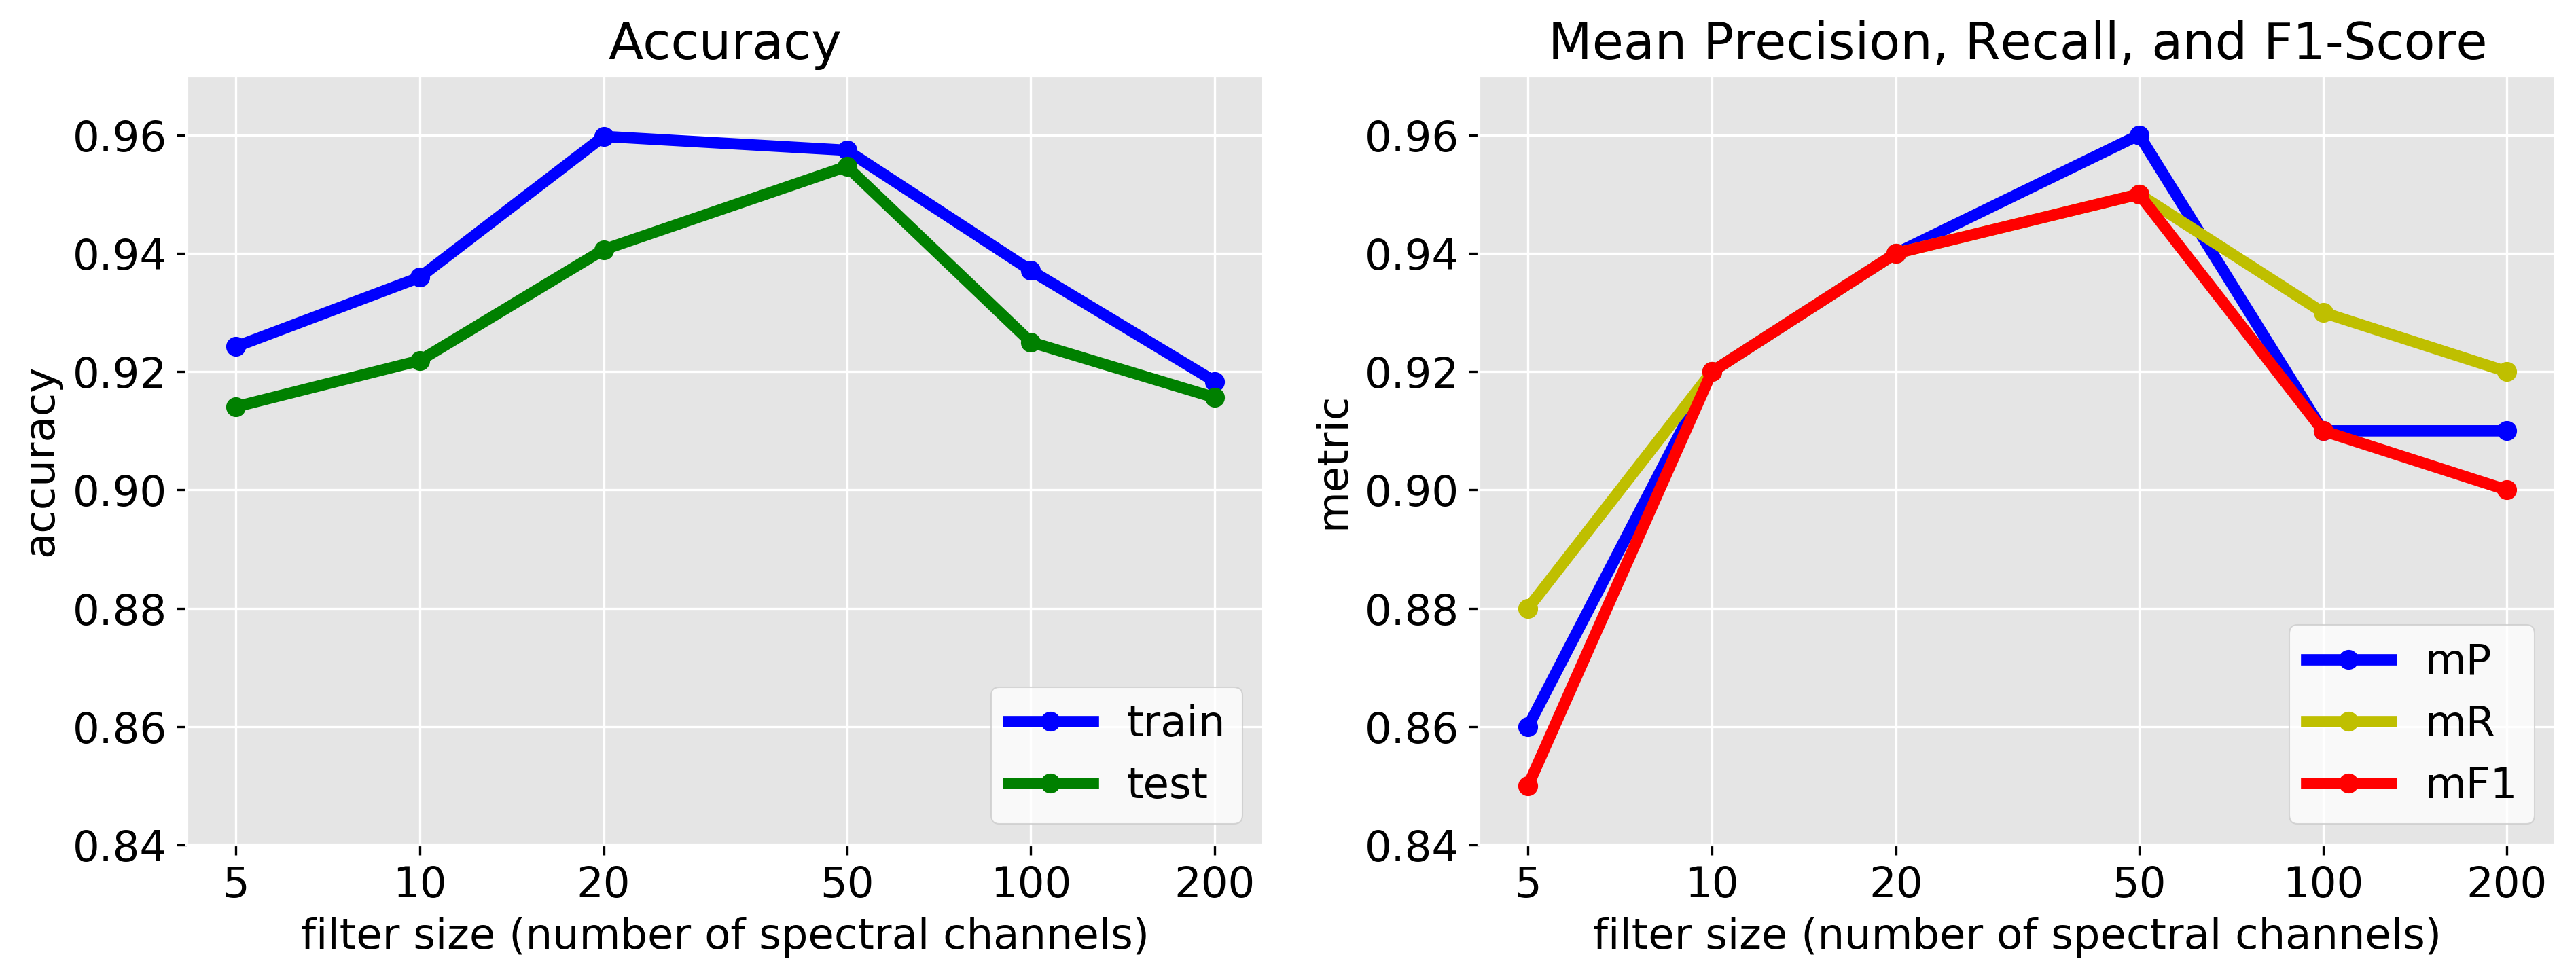 Accuracy
0.96
0.94
0.92
0.90
0.88
0.86
0.84
accuracy
5 10 20 50 100 200
filter size (number of spectral channels)
train
test
Mean Precision, Recall, and F1-Score
0.96
0.94
0.92
0.90
0.88
0.86
0.84
metric
5 10 20 50 100 200
filter size (number of spectral channels)
mP
mR
mF1